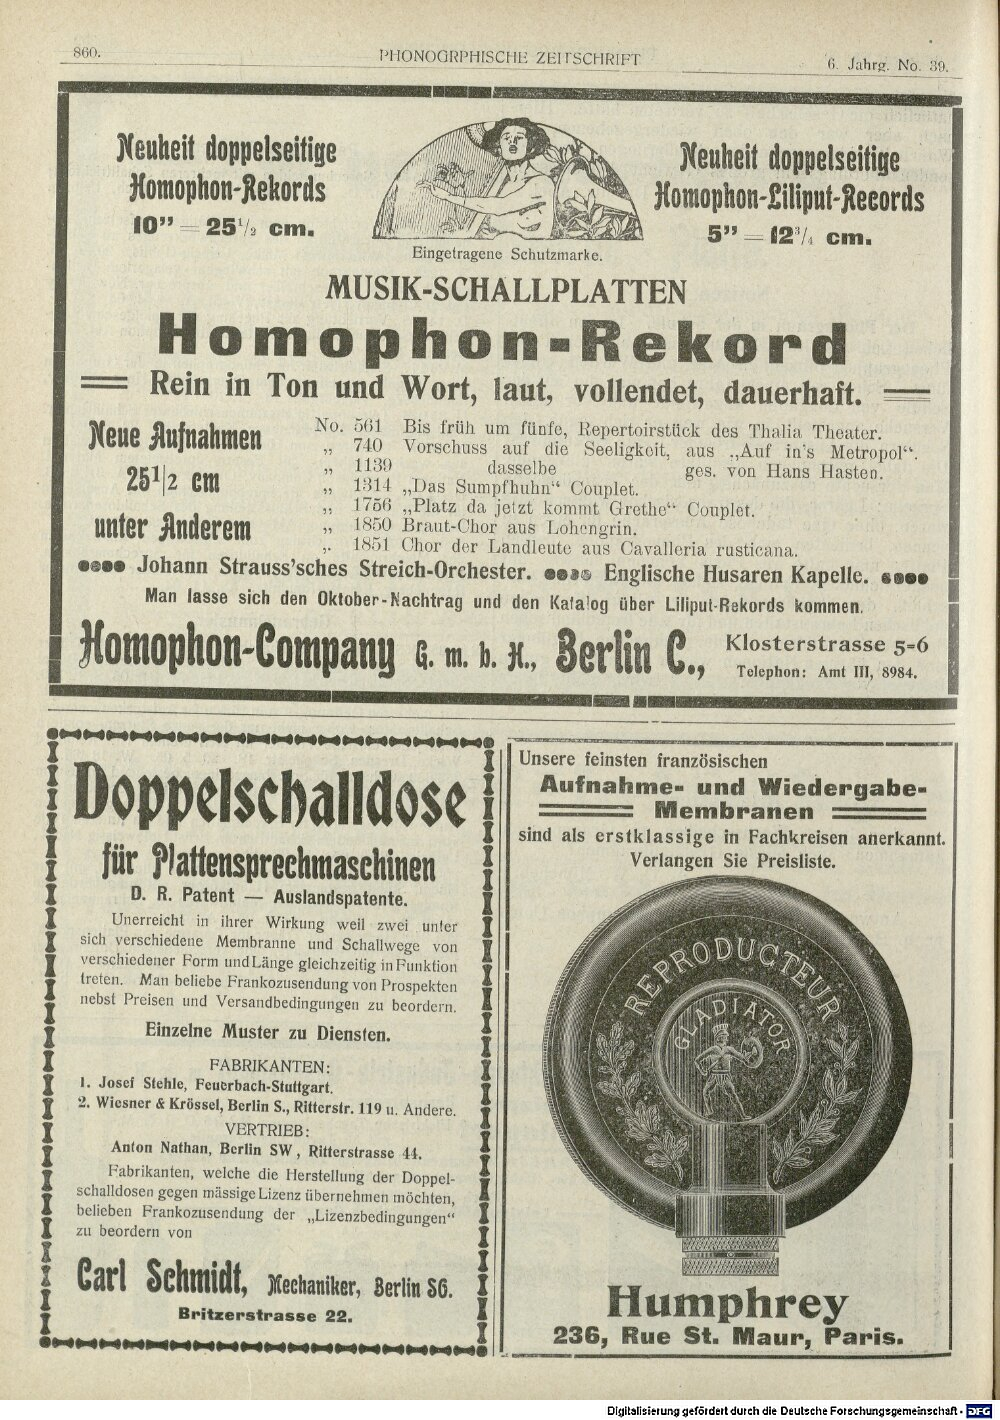 860.
PHONOGRPHISCHE ZEITSCHRIFT
6. Jahrg. No. 39.
Neuheit doppelseitige
Homophon-Rekords
10” = 25 1/2 cm.
Eingetragene Schutzmarke.
Neuheit doppelseitige
Homophon-Liliput-Records
5” = 12 3/4 cm.
MUSIK-SCHALLPLATTEN
Homophon-Rekord
Rein in Ton und Wort, laut, vollendet, dauerhaft.
Neue Aufnahmen
25 1/2 cm
unter Anderem
No. 561 Bis früh um fünfe, Repertoirstück des Thalia Theater.
„ 740 Vorschuss auf die Seeligkeit, aus „Auf in's Metropol“.
„ 1139 dasselbe ges. von Hans Hasten.
„ 1314 „Das Sumpfhuhn“ Couplet.
„ 1756 „Platz da jetzt kommt Grethe“ Couplet.
„ 1850 Braut-Chor aus Lohengrin.
„ 1851 Chor der Landleute aus Cavalleria rusticana.
Johann Strauss'sches Streich-Orchester. Englische Husaren Kapelle.
Man lasse sich den Oktober-Nachtrag und den Katalog über Liliput-Rekords kommen.
Homophon-Company G. m. b. H., Berlin C., Klosterstrasse 5=6
Telephon: Amt III, 8984.
Doppelschalldose
für Plattensprechmaschinen
D. R. Patent — Auslandspatente.
Unerreicht in ihrer Wirkung weil zwei unter
sich verschiedene Membranne und Schallwege von
verschiedener Form und Länge gleichzeitig in Funktion
treten. Man beliebe Frankozusendung von Prospekten
nebst Preisen und Versandbedingungen zu beordern.
Einzelne Muster zu Diensten.
FABRIKANTEN:
1. Josef Stehle, Feuerbach-Stuttgart.
2. Wiesner & Krössel, Berlin S., Ritterstr. 119 u. Andere.
VERTRIEB:
Anton Nathan, Berlin SW, Ritterstrasse 44.
Fabrikanten, welche die Herstellung der Doppel-
schalldosen gegen mässige Lizenz übernehmen möchten,
belieben Frankozusendung der „Lizenzbedingungen“
zu beordern von
Carl Schmidt, Mechaniker, Berlin SO.
Britzerstrasse 22.
Unsere feinsten französischen
Aufnahme- und Wiedergabe-
Membranen
sind als erstklassige in Fachkreisen anerkannt.
Verlangen Sie Preisliste.
REPRODUCTEUR
GLADIATOR
Humphrey
236, Rue St. Maur, Paris.
Digitalisierung gefördert durch die Deutsche Forschungsgemeinschaft - DFG